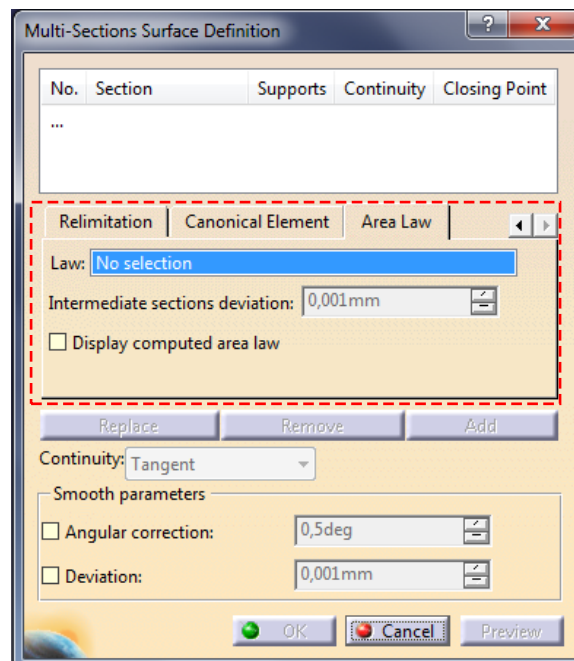 Multi-Sections Surface Definition
?
No. Section Supports Continuity Closing Point
...
Relimitation Canonical Element Area Law
Law: No selection
Intermediate sections deviation: 0,001mm
Display computed area law
Replace Remove Add
Continuity: Tangent
Smooth parameters
Angular correction: 0,5deg
Deviation: 0,001mm
OK Cancel Preview